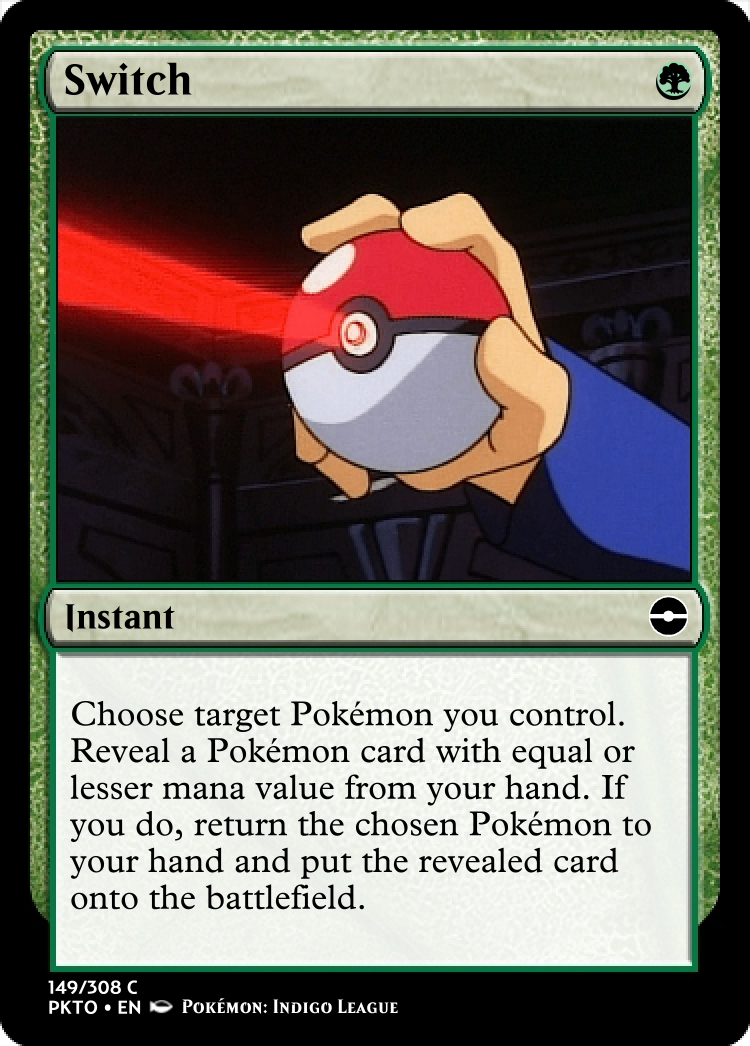 Switch
Instant
Choose target Pokémon you control.
Reveal a Pokémon card with equal or
lesser mana value from your hand. If
you do, return the chosen Pokémon to
your hand and put the revealed card
onto the battlefield.
149/308 C
PKTO • EN Pokémon: Indigo League